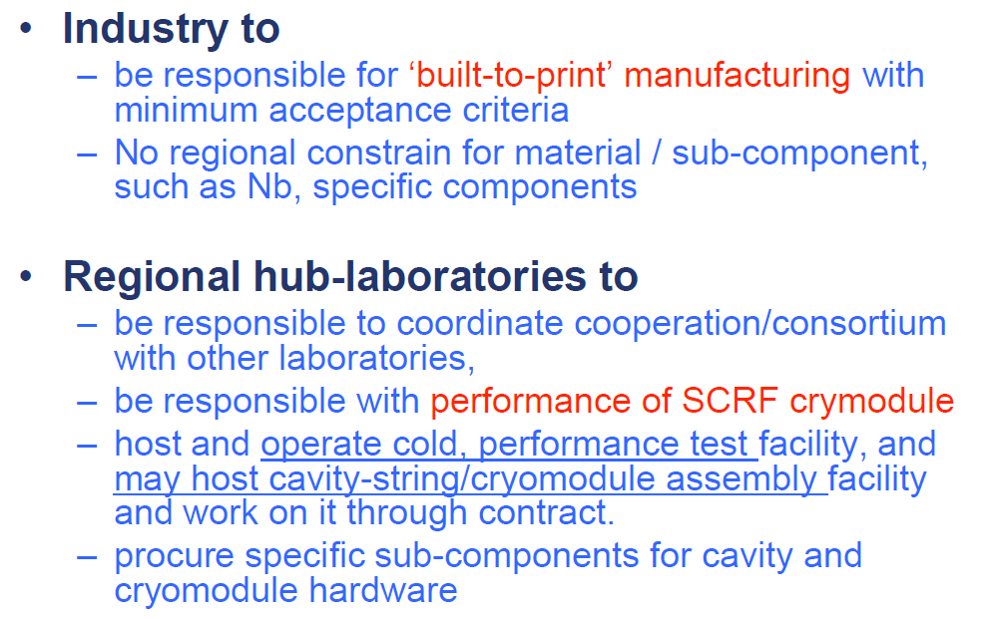 • Industry to
– be responsible for ‘built-to-print’ manufacturing with
minimum acceptance criteria
– No regional constrain for material / sub-component,
such as Nb, specific components
• Regional hub-laboratories to
– be responsible to coordinate cooperation/consortium
with other laboratories,
– be responsible with performance of SCRF crymodule
– host and operate cold, performance test facility, and
may host cavity-string/cryomodule assembly facility
and work on it through contract.
– procure specific sub-components for cavity and
cryomodule hardware